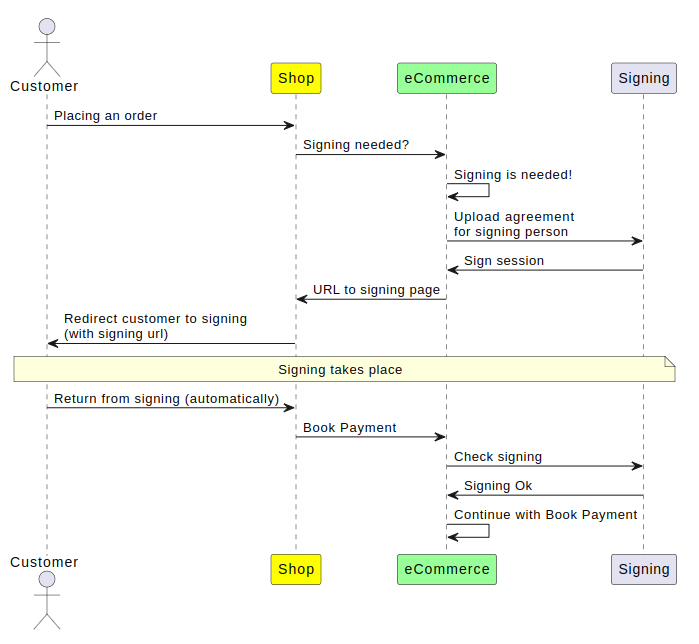 Customer
Shop
eCommerce
Signing
Placing an order
Signing needed?
Signing is needed!
Upload agreement
for signing person
Sign session
URL to signing page
Redirect customer to signing
(with signing url)
Signing takes place
Return from signing (automatically)
Book Payment
Check signing
Signing Ok
Continue with Book Payment
Customer
Shop
eCommerce
Signing